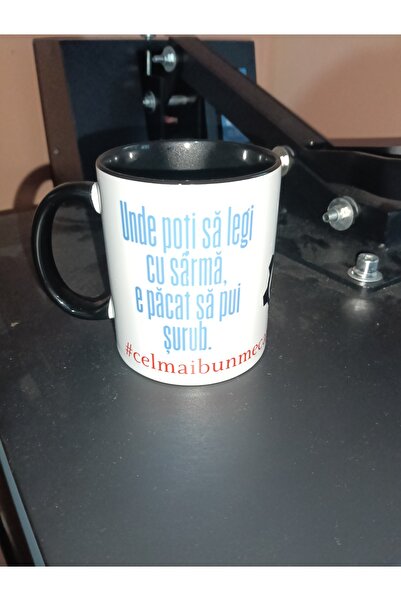 Unde poți să legi
cu sârmă,
e păcat să pui
șurub.
#celmaibunmec